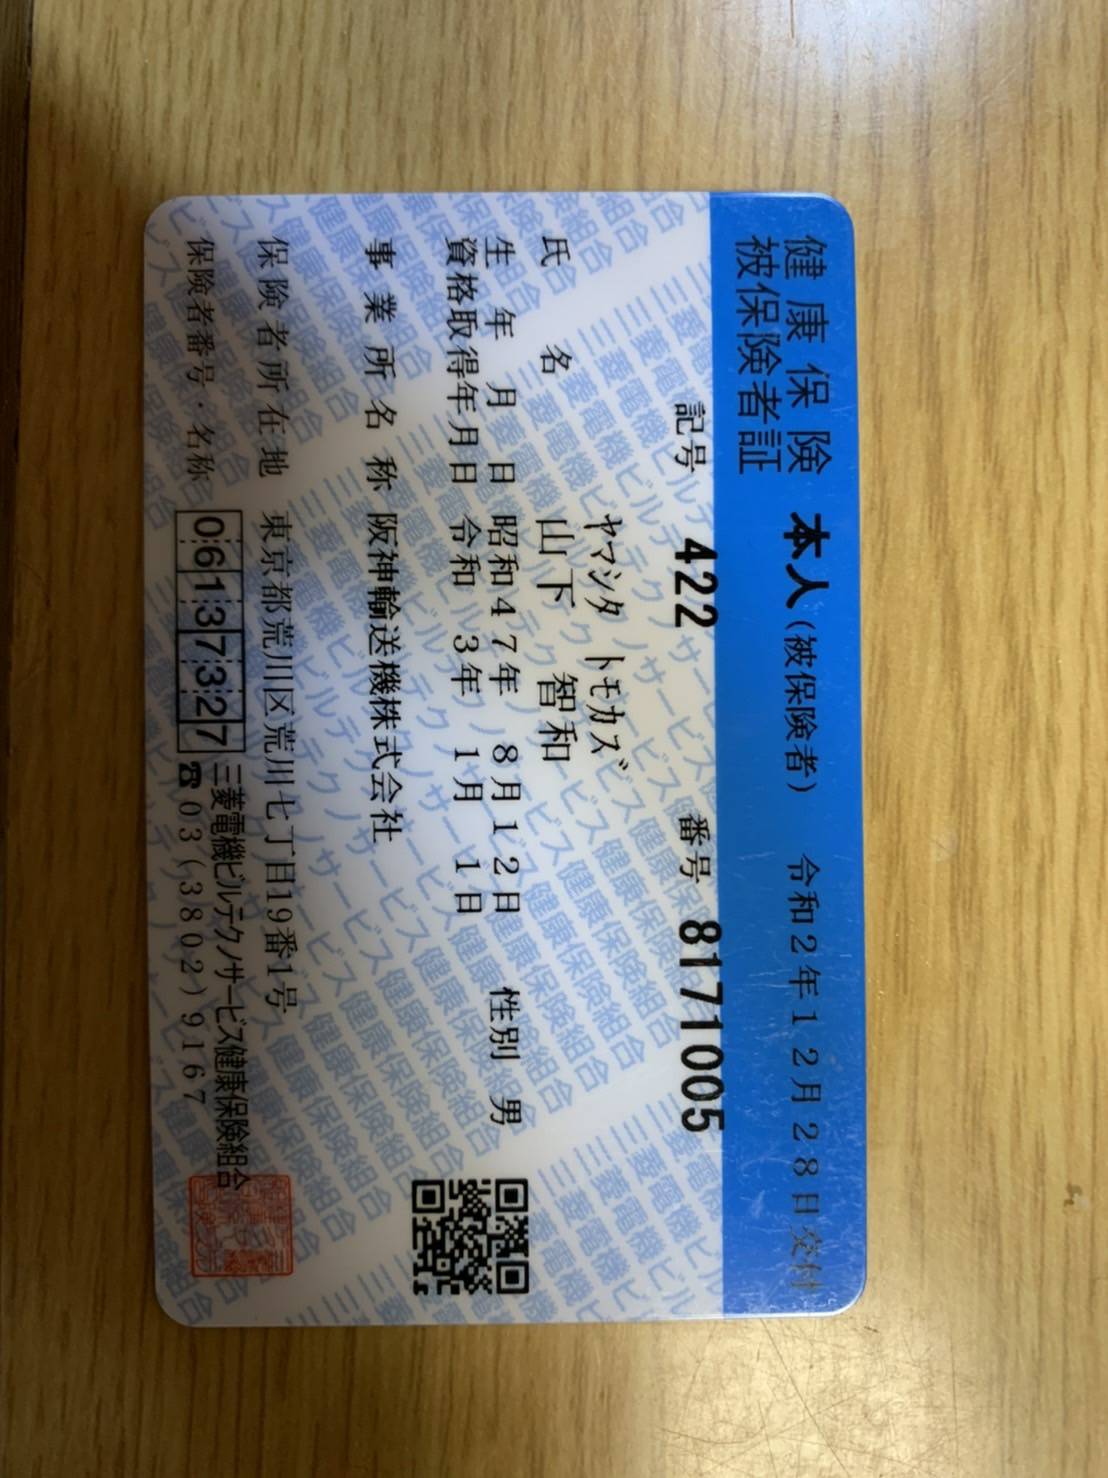 健康保険 被保険者証 本人(被保険者) 令和2年12月28日交付
記号 422 番号 8171005
ヤマシタ トモカズ
氏名 山下 智和
生年月日 昭和47年 8月12日 性別 男
資格取得年月日 令和 3年 1月 1日
事業所名称 阪神輸送機株式会社
保険者所在地 東京都荒川区荒川七丁目19番1号
保険者番号・名称 06137327 三菱電機ビルテクノサービス健康保険組合
☎03(3802)9167